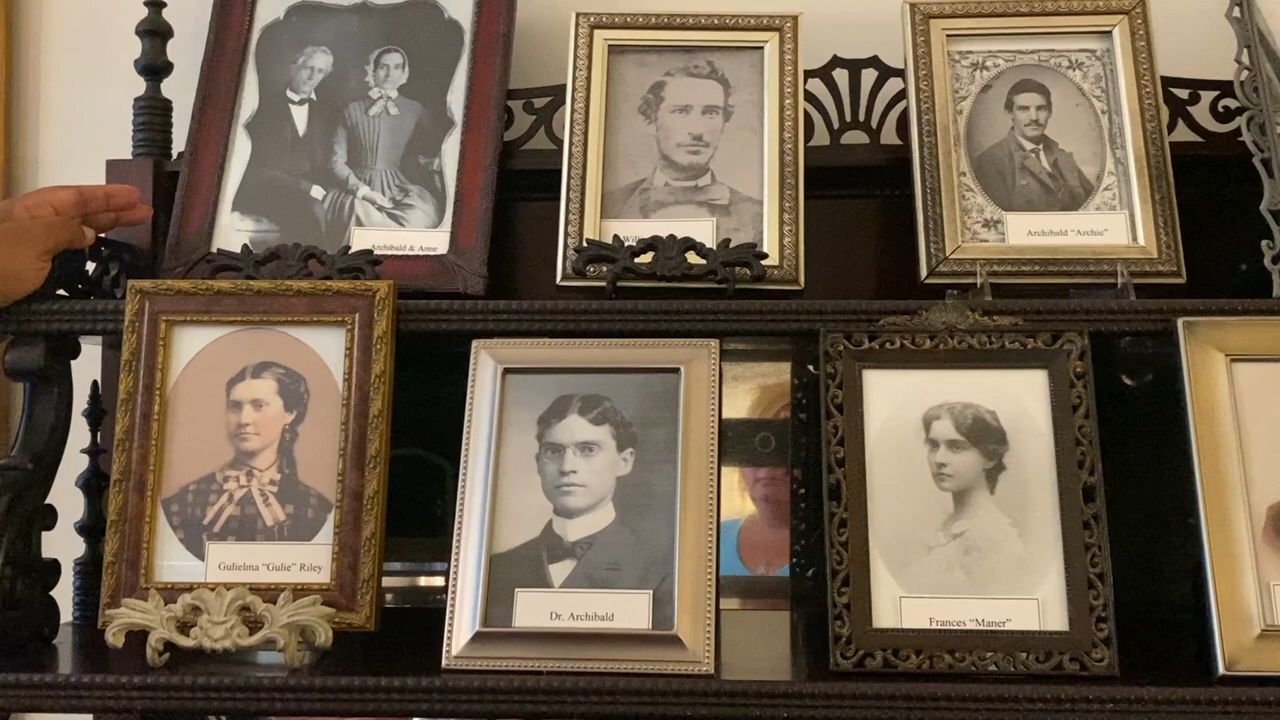 Archibald & Anne
Archibald “Archie”
Gulielma “Gulie” Riley
Dr. Archibald
Frances “Maner”